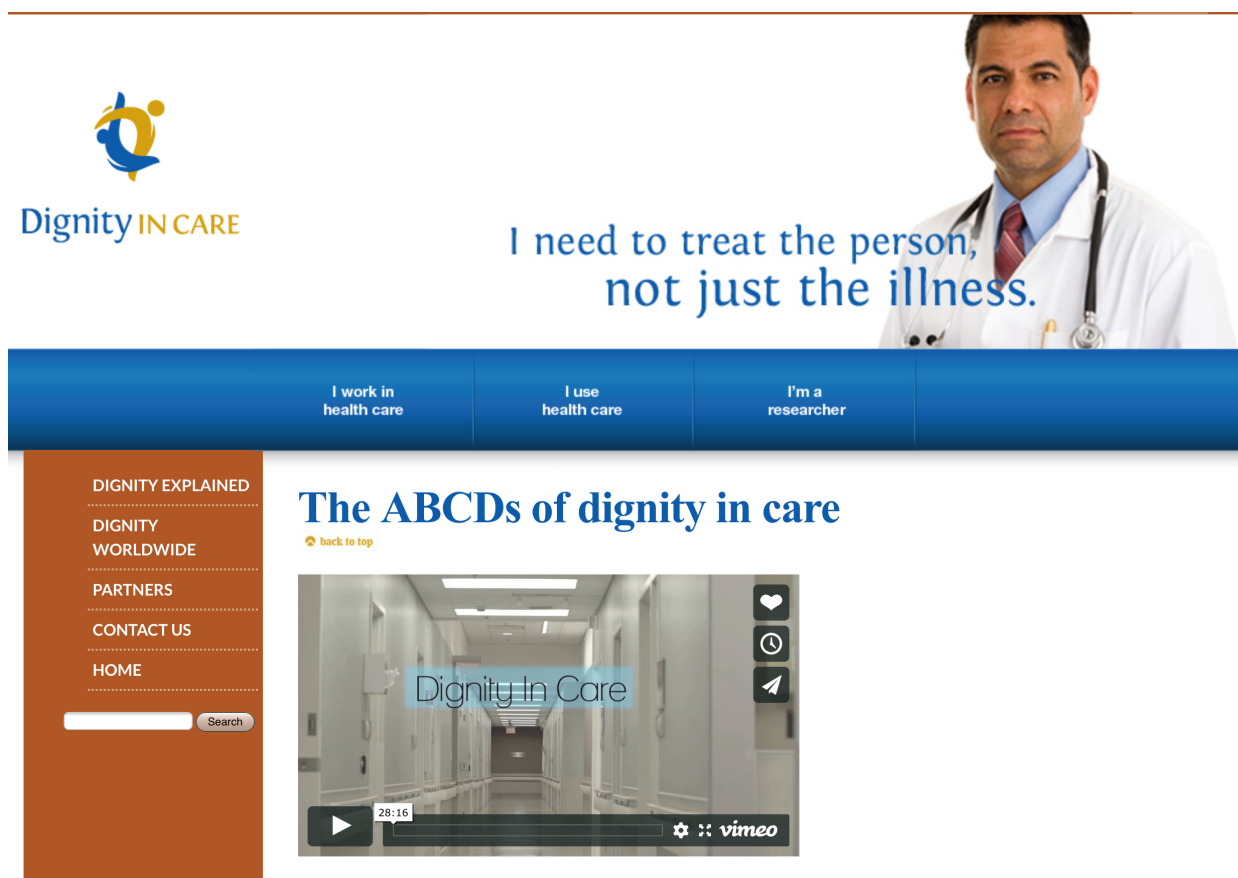 Dignity IN CARE
I need to treat the person,
not just the illness.
I work in
health care
I use
health care
I'm a
researcher
DIGNITY EXPLAINED
DIGNITY
WORLDWIDE
PARTNERS
CONTACT US
HOME
Search
The ABCDs of dignity in care
back to top
Dignity In Care
28:16
vimeo